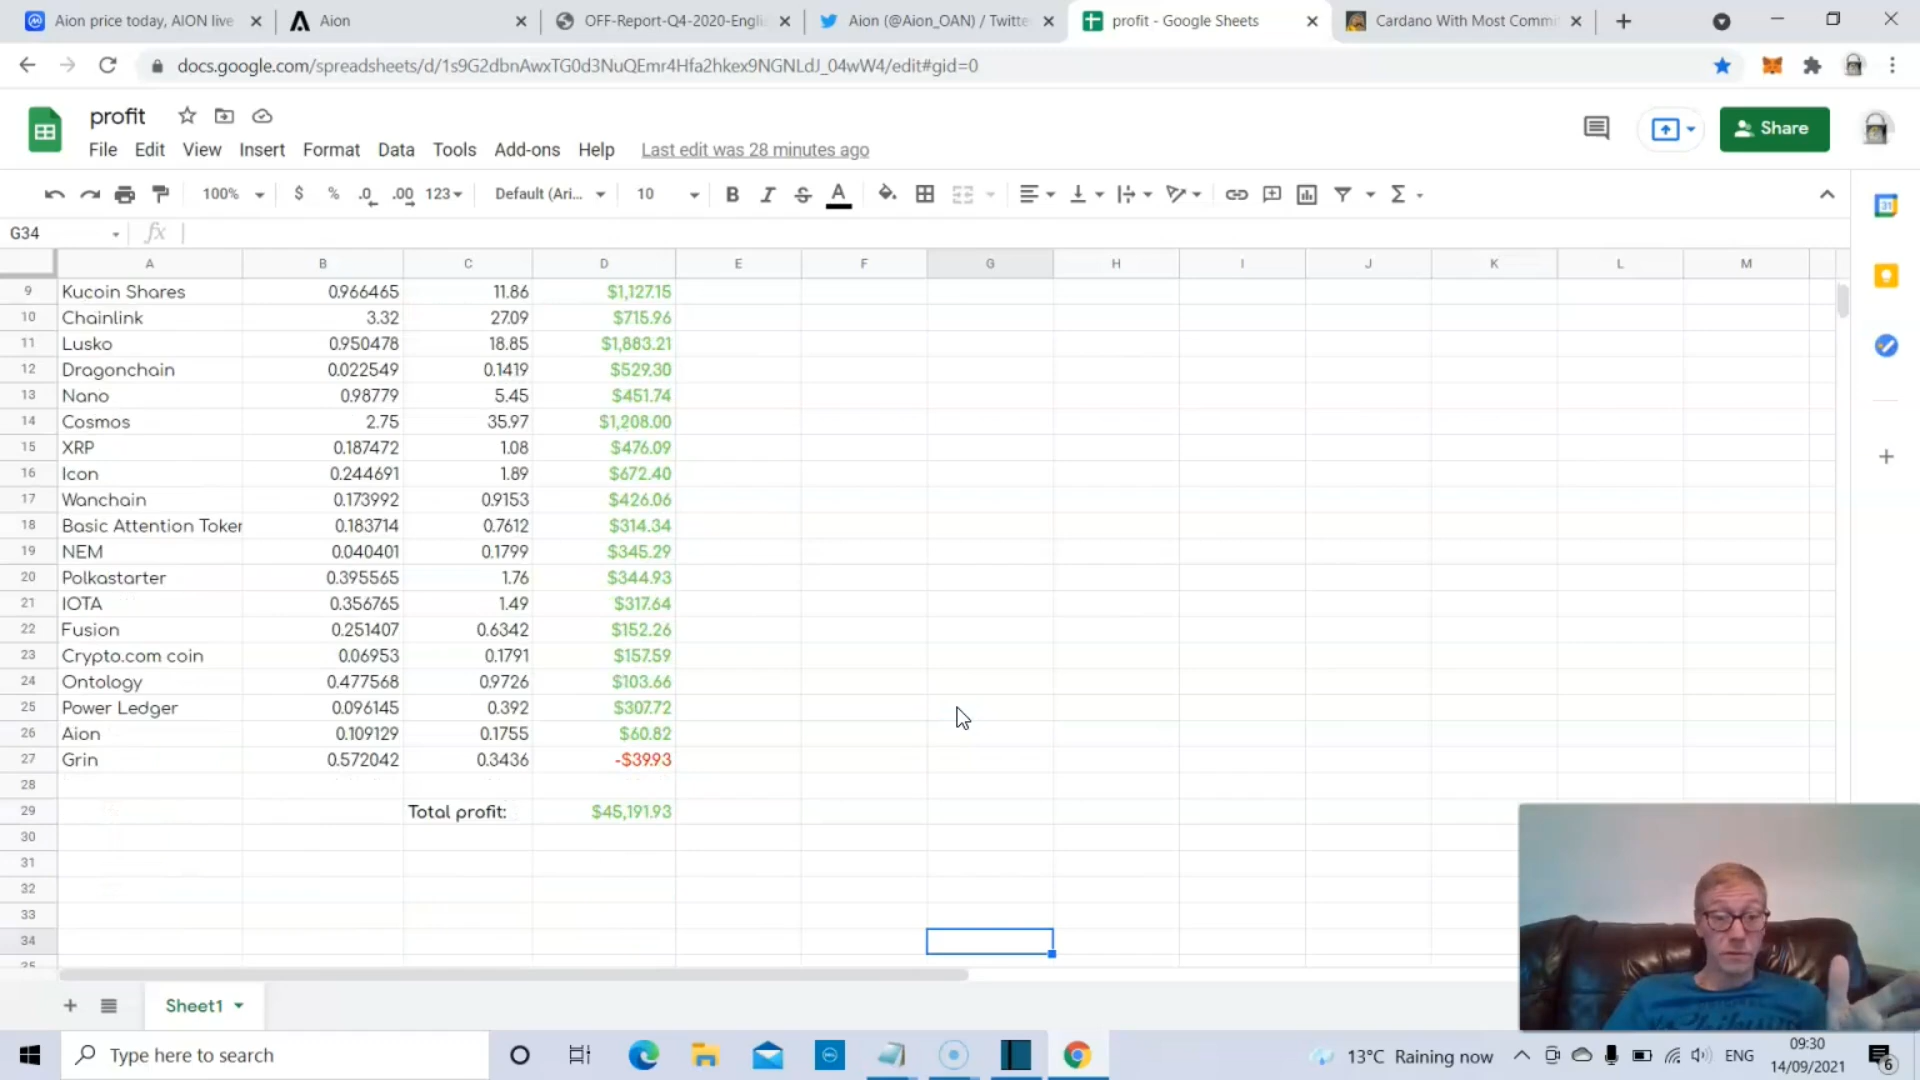 Aion price today, AION live
Aion
OFF-Report-Q4-2020-Engli
Aion (@Aion_OAN) / Twitte
profit - Google Sheets
Cardano With Most Commi
docs.google.com/spreadsheets/d/1s9G2dbnAwxTG0d3NuQEmr4Hfa2hkex9NGNLdJ_04wW4/edit#gid=0
profit
Share
File Edit View Insert Format Data Tools Add-ons Help Last edit was 28 minutes ago
100% $ % .0 .00 123 Default (Ari... 10 B I S A
G34 fx
A B C D E F G H I J K L M
9 Kucoin Shares 0.966465 11.86 $1,127.15
10 Chainlink 3.32 27.09 $715.96
11 Lusko 0.950478 18.85 $1,883.21
12 Dragonchain 0.022549 0.1419 $529.30
13 Nano 0.98779 5.45 $451.74
14 Cosmos 2.75 35.97 $1,208.00
15 XRP 0.187472 1.08 $476.09
16 Icon 0.244691 1.89 $672.40
17 Wanchain 0.173992 0.9153 $426.06
18 Basic Attention Token 0.183714 0.7612 $314.34
19 NEM 0.040401 0.1799 $345.29
20 Polkastarter 0.395565 1.76 $344.93
21 IOTA 0.356765 1.49 $317.64
22 Fusion 0.251407 0.6342 $152.26
23 Crypto.com coin 0.06953 0.1791 $157.59
24 Ontology 0.477568 0.9726 $103.66
25 Power Ledger 0.096145 0.392 $307.72
26 Aion 0.109129 0.1755 $60.82
27 Grin 0.572042 0.3436 -$39.93
28
29 Total profit: $45,191.93
30
31
32
33
34
35
Sheet1
Type here to search
13°C Raining now
ENG
09:30
14/09/2021
6